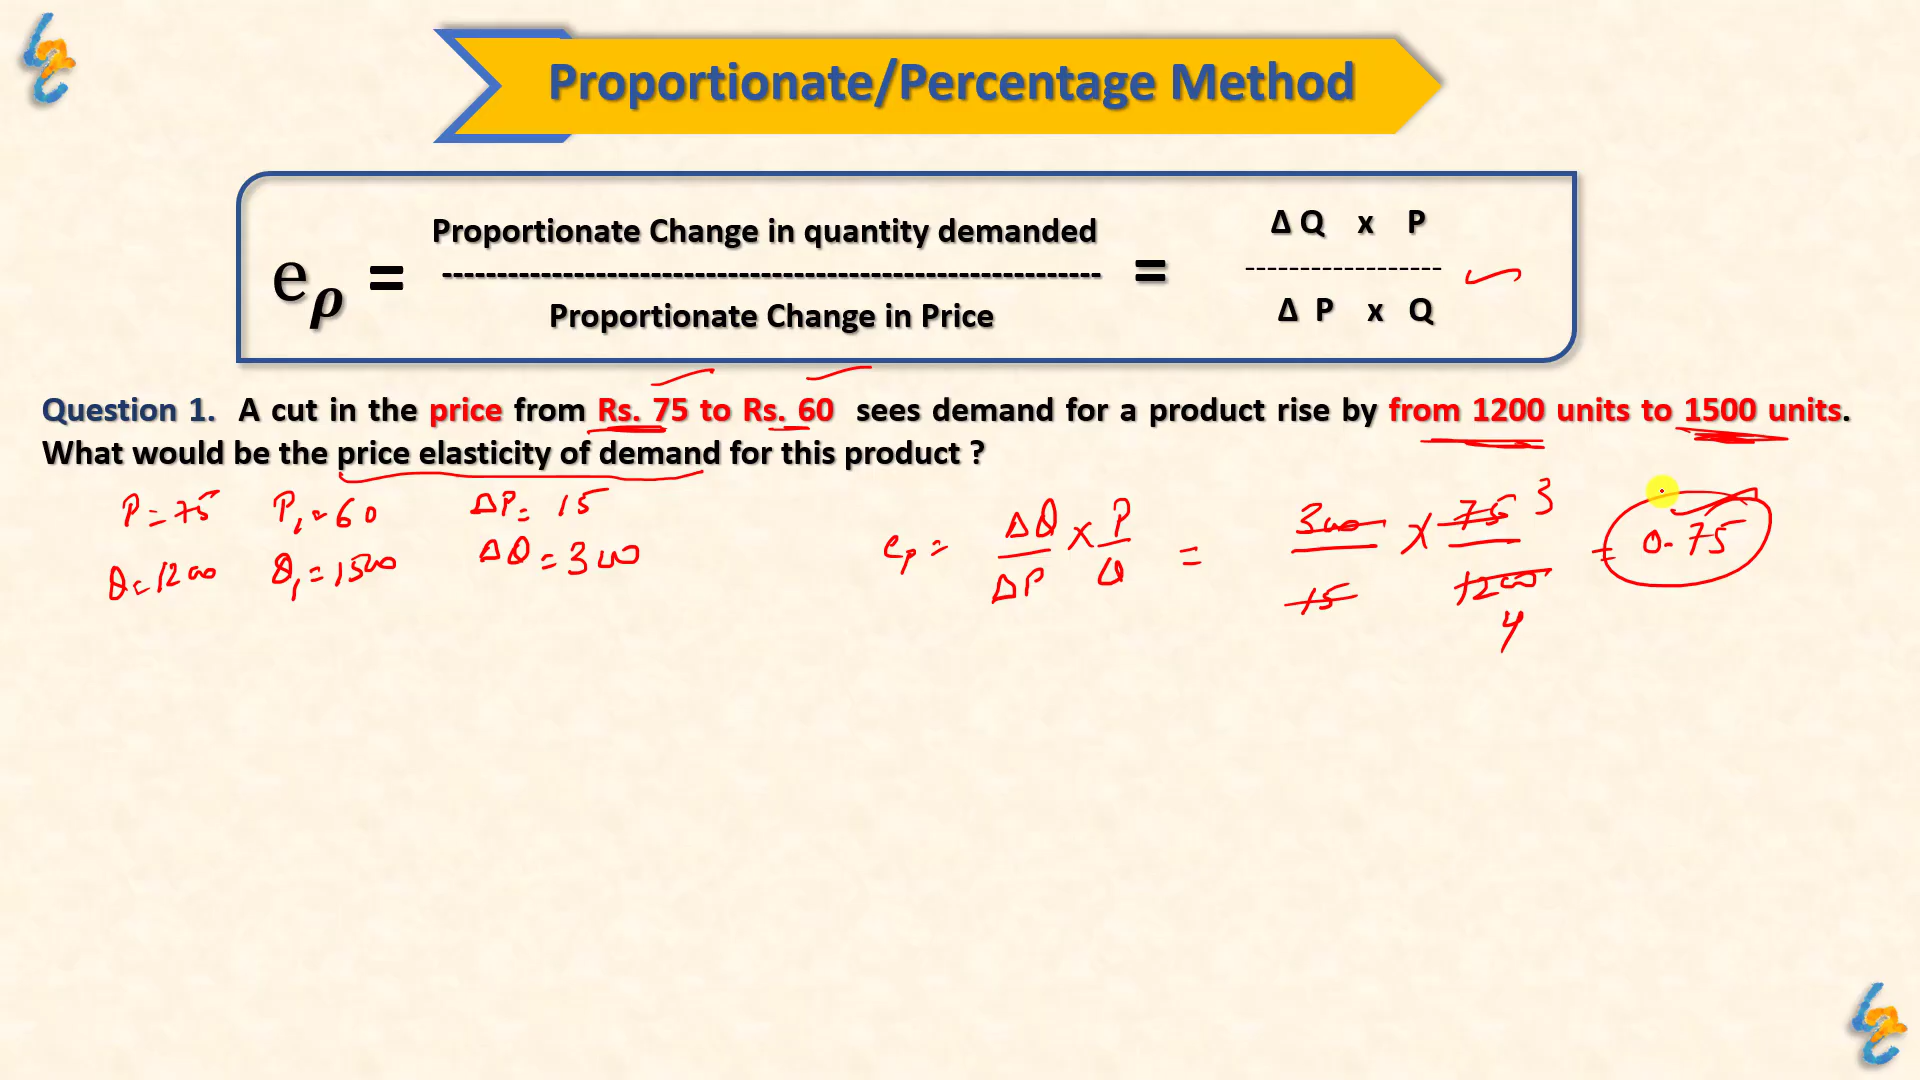 Proportionate/Percentage Method
eρ = Proportionate Change in quantity demanded = Δ Q x P
------------------------------------------------------------ ------------------
Proportionate Change in Price Δ P x Q
Question 1. A cut in the price from Rs. 75 to Rs. 60 sees demand for a product rise by from 1200 units to 1500 units.
What would be the price elasticity of demand for this product ?
P = 75 P₁ = 60 ΔP = 15
Q = 1200 Q₁ = 1500 ΔQ = 300
eP = ΔQ/ΔP x P/Q = 300/15 x 75/1200 = 0.75
3
4